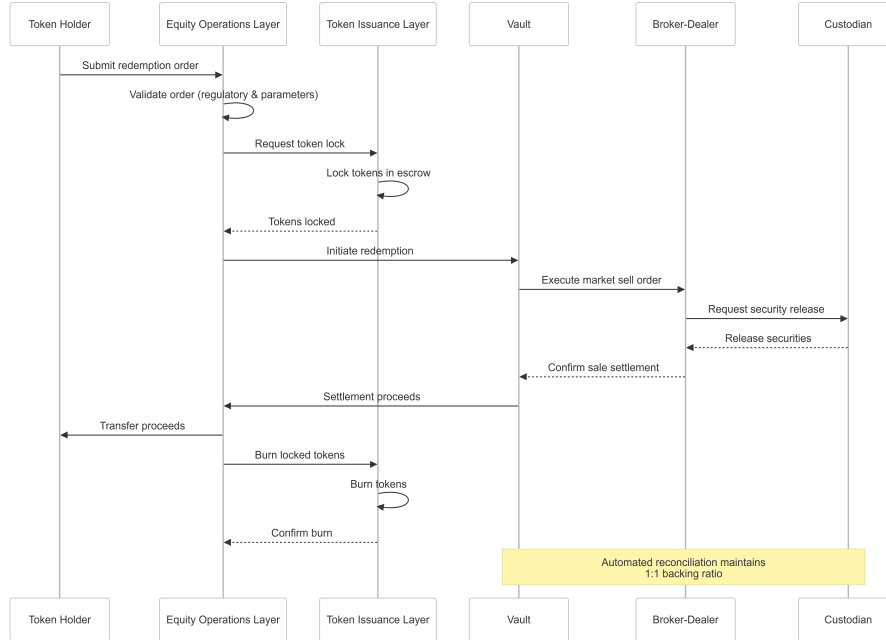 Token Holder
Equity Operations Layer
Token Issuance Layer
Vault
Broker-Dealer
Custodian
Submit redemption order
Validate order (regulatory & parameters)
Request token lock
Lock tokens in escrow
Tokens locked
Initiate redemption
Execute market sell order
Request security release
Release securities
Confirm sale settlement
Settlement proceeds
Transfer proceeds
Burn locked tokens
Burn tokens
Confirm burn
Automated reconciliation maintains
1:1 backing ratio
Token Holder
Equity Operations Layer
Token Issuance Layer
Vault
Broker-Dealer
Custodian